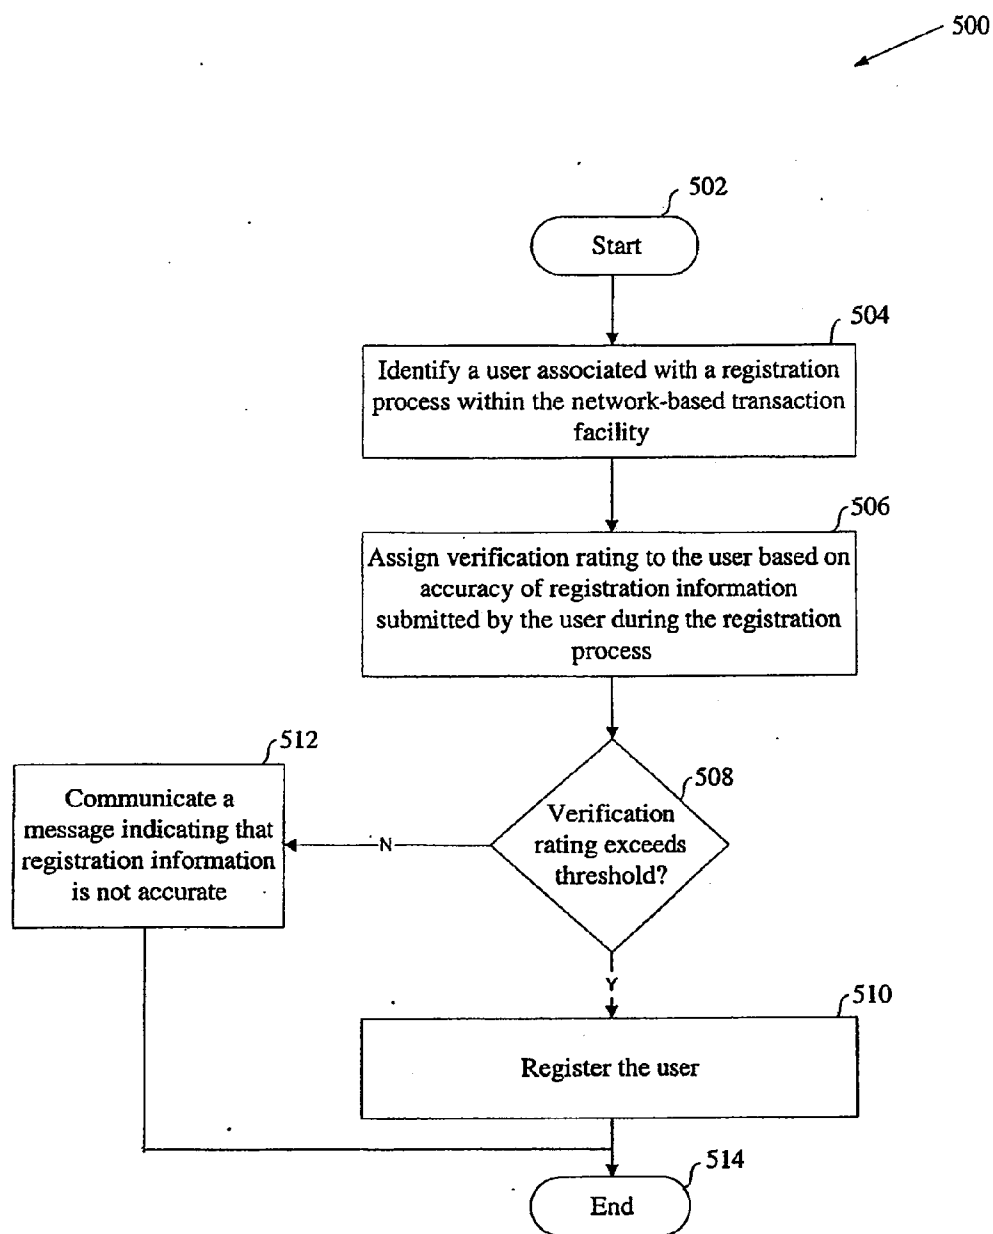 500
502
Start
504
Identify a user associated with a registration
process within the network-based transaction
facility
506
Assign verification rating to the user based on
accuracy of registration information
submitted by the user during the registration
process
508
Verification
rating exceeds
threshold?
512
Communicate a
message indicating that
registration information
is not accurate
N
Y
510
Register the user
514
End